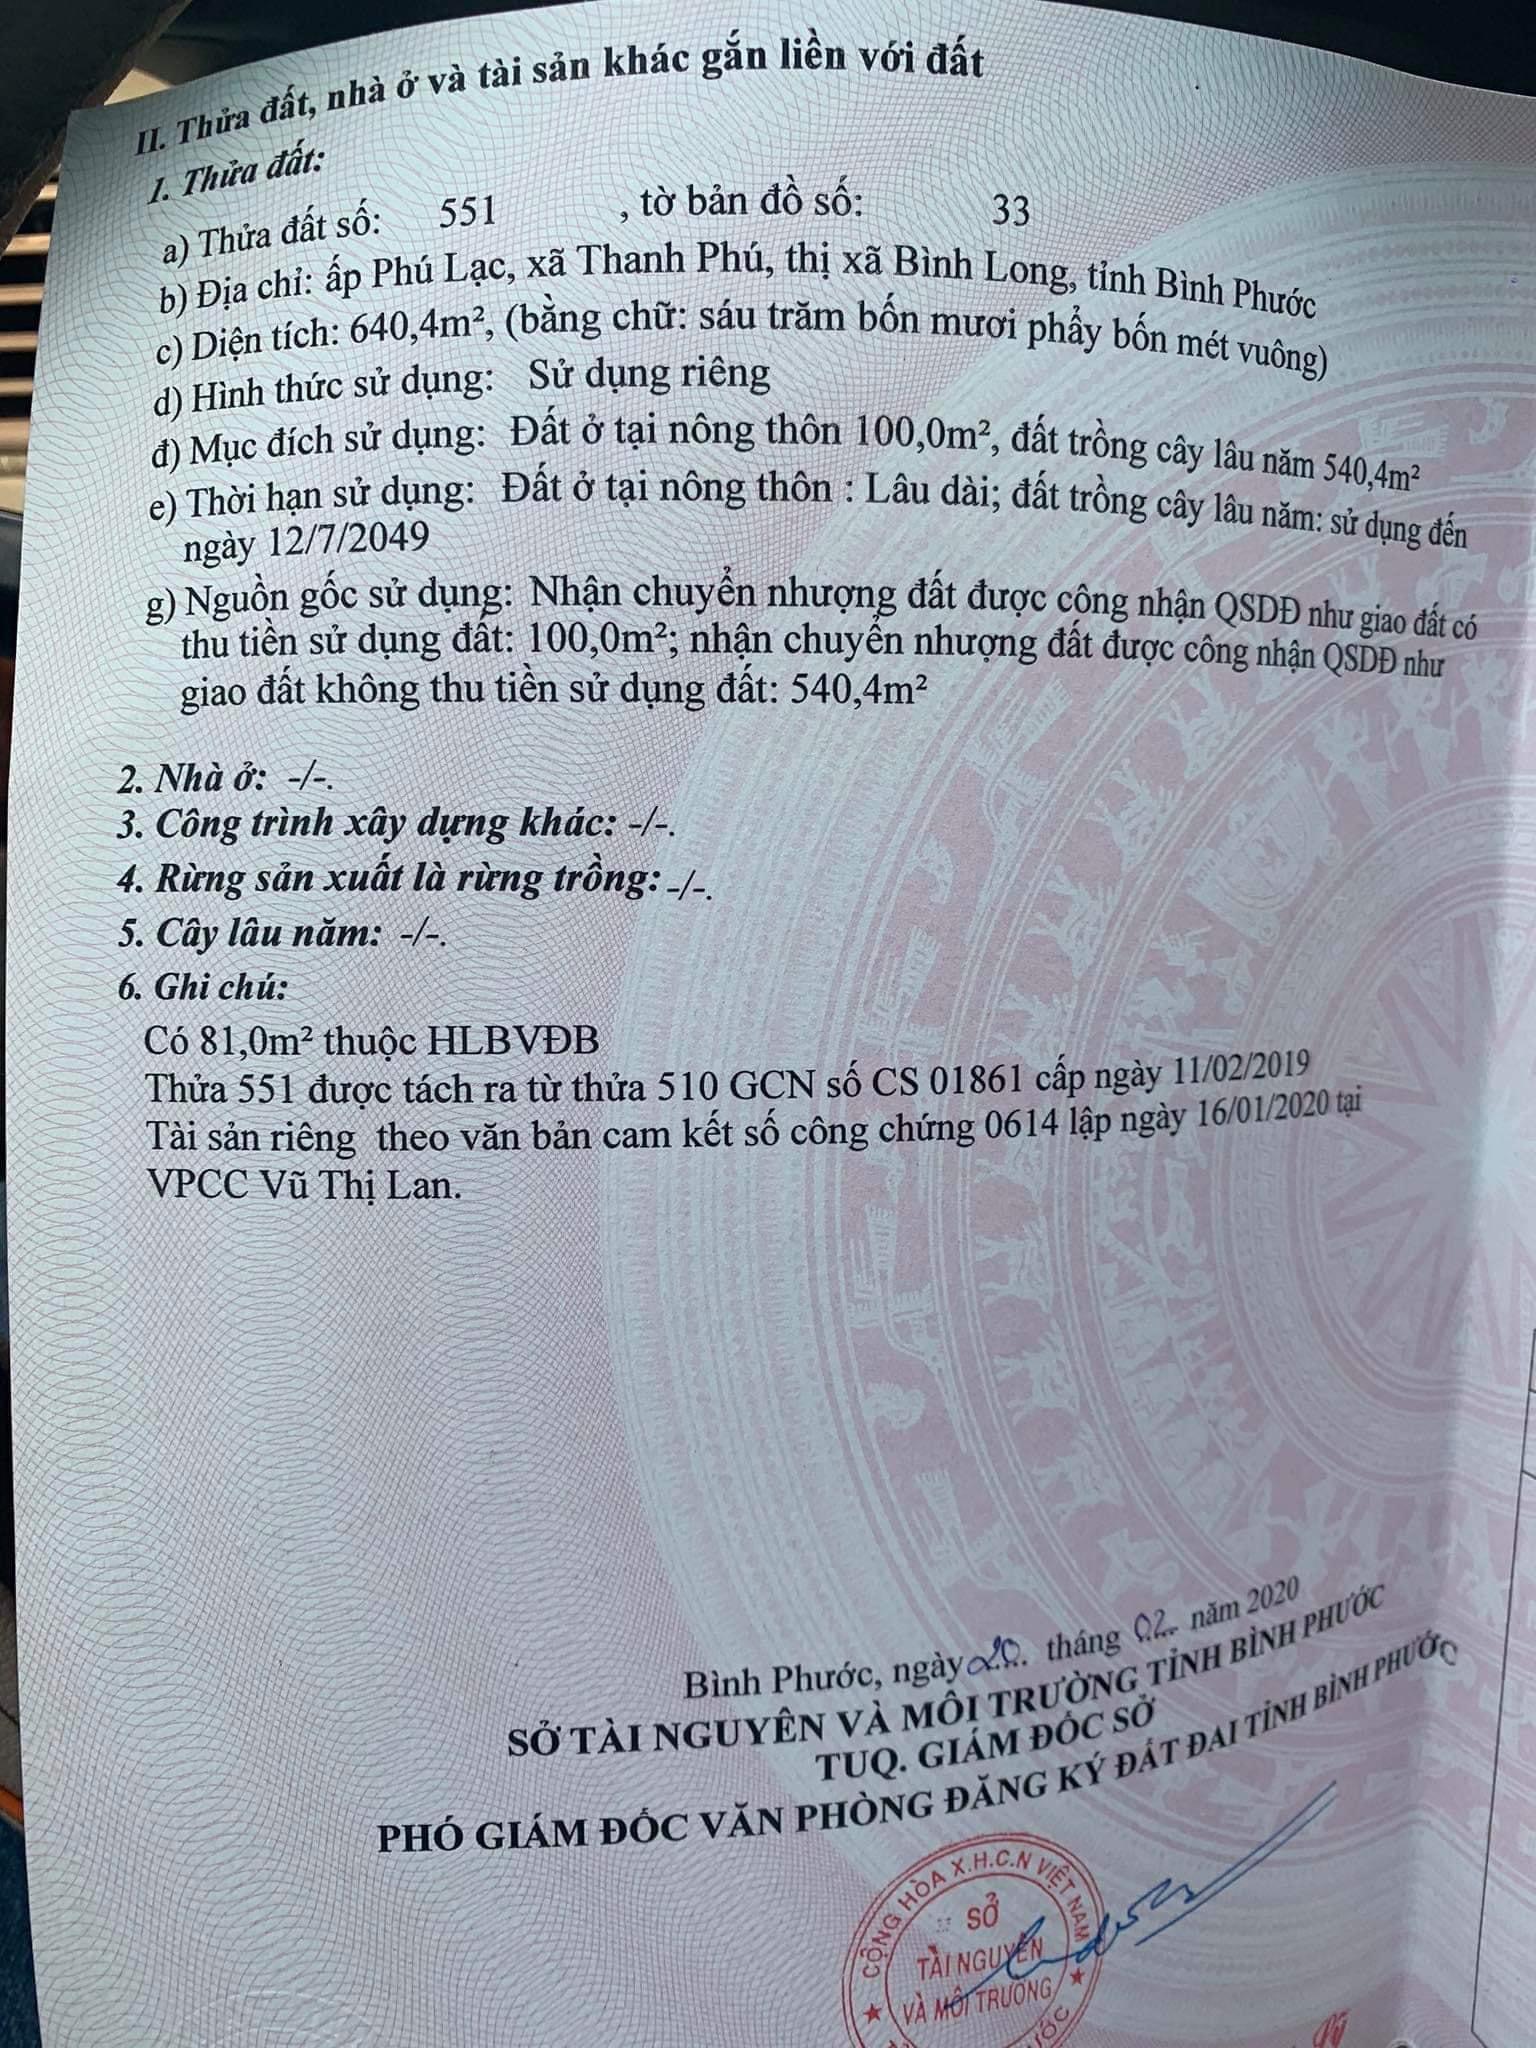 II. Thửa đất, nhà ở và tài sản khác gắn liền với đất
1. Thửa đất:
a) Thửa đất số: 551 , tờ bản đồ số: 33
b) Địa chỉ: ấp Phú Lạc, xã Thanh Phú, thị xã Bình Long, tỉnh Bình Phước
c) Diện tích: 640,4m², (bằng chữ: sáu trăm bốn mươi phẩy bốn mét vuông)
d) Hình thức sử dụng: Sử dụng riêng
đ) Mục đích sử dụng: Đất ở tại nông thôn 100,0m², đất trồng cây lâu năm 540,4m²
e) Thời hạn sử dụng: Đất ở tại nông thôn : Lâu dài; đất trồng cây lâu năm: sử dụng đến
ngày 12/7/2049
g) Nguồn gốc sử dụng: Nhận chuyển nhượng đất được công nhận QSDĐ như giao đất có
thu tiền sử dụng đất: 100,0m²; nhận chuyển nhượng đất được công nhận QSDĐ như
giao đất không thu tiền sử dụng đất: 540,4m²
2. Nhà ở: -/-.
3. Công trình xây dựng khác: -/-.
4. Rừng sản xuất là rừng trồng: -/-.
5. Cây lâu năm: -/-.
6. Ghi chú:
Có 81,0m² thuộc HLBVĐB
Thửa 551 được tách ra từ thửa 510 GCN số CS 01861 cấp ngày 11/02/2019
Tài sản riêng theo văn bản cam kết số công chứng 0614 lập ngày 16/01/2020 tại
VPCC Vũ Thị Lan.
Bình Phước, ngày 20 tháng 02 năm 2020
SỞ TÀI NGUYÊN VÀ MÔI TRƯỜNG TỈNH BÌNH PHƯỚC
TUQ. GIÁM ĐỐC SỞ
PHÓ GIÁM ĐỐC VĂN PHÒNG ĐĂNG KÝ ĐẤT ĐAI TỈNH BÌNH PHƯỚC
CỘNG HÒA X.H.C.N VIỆT NAM
SỞ
TÀI NGUYÊN
VÀ MÔI TRƯỜNG